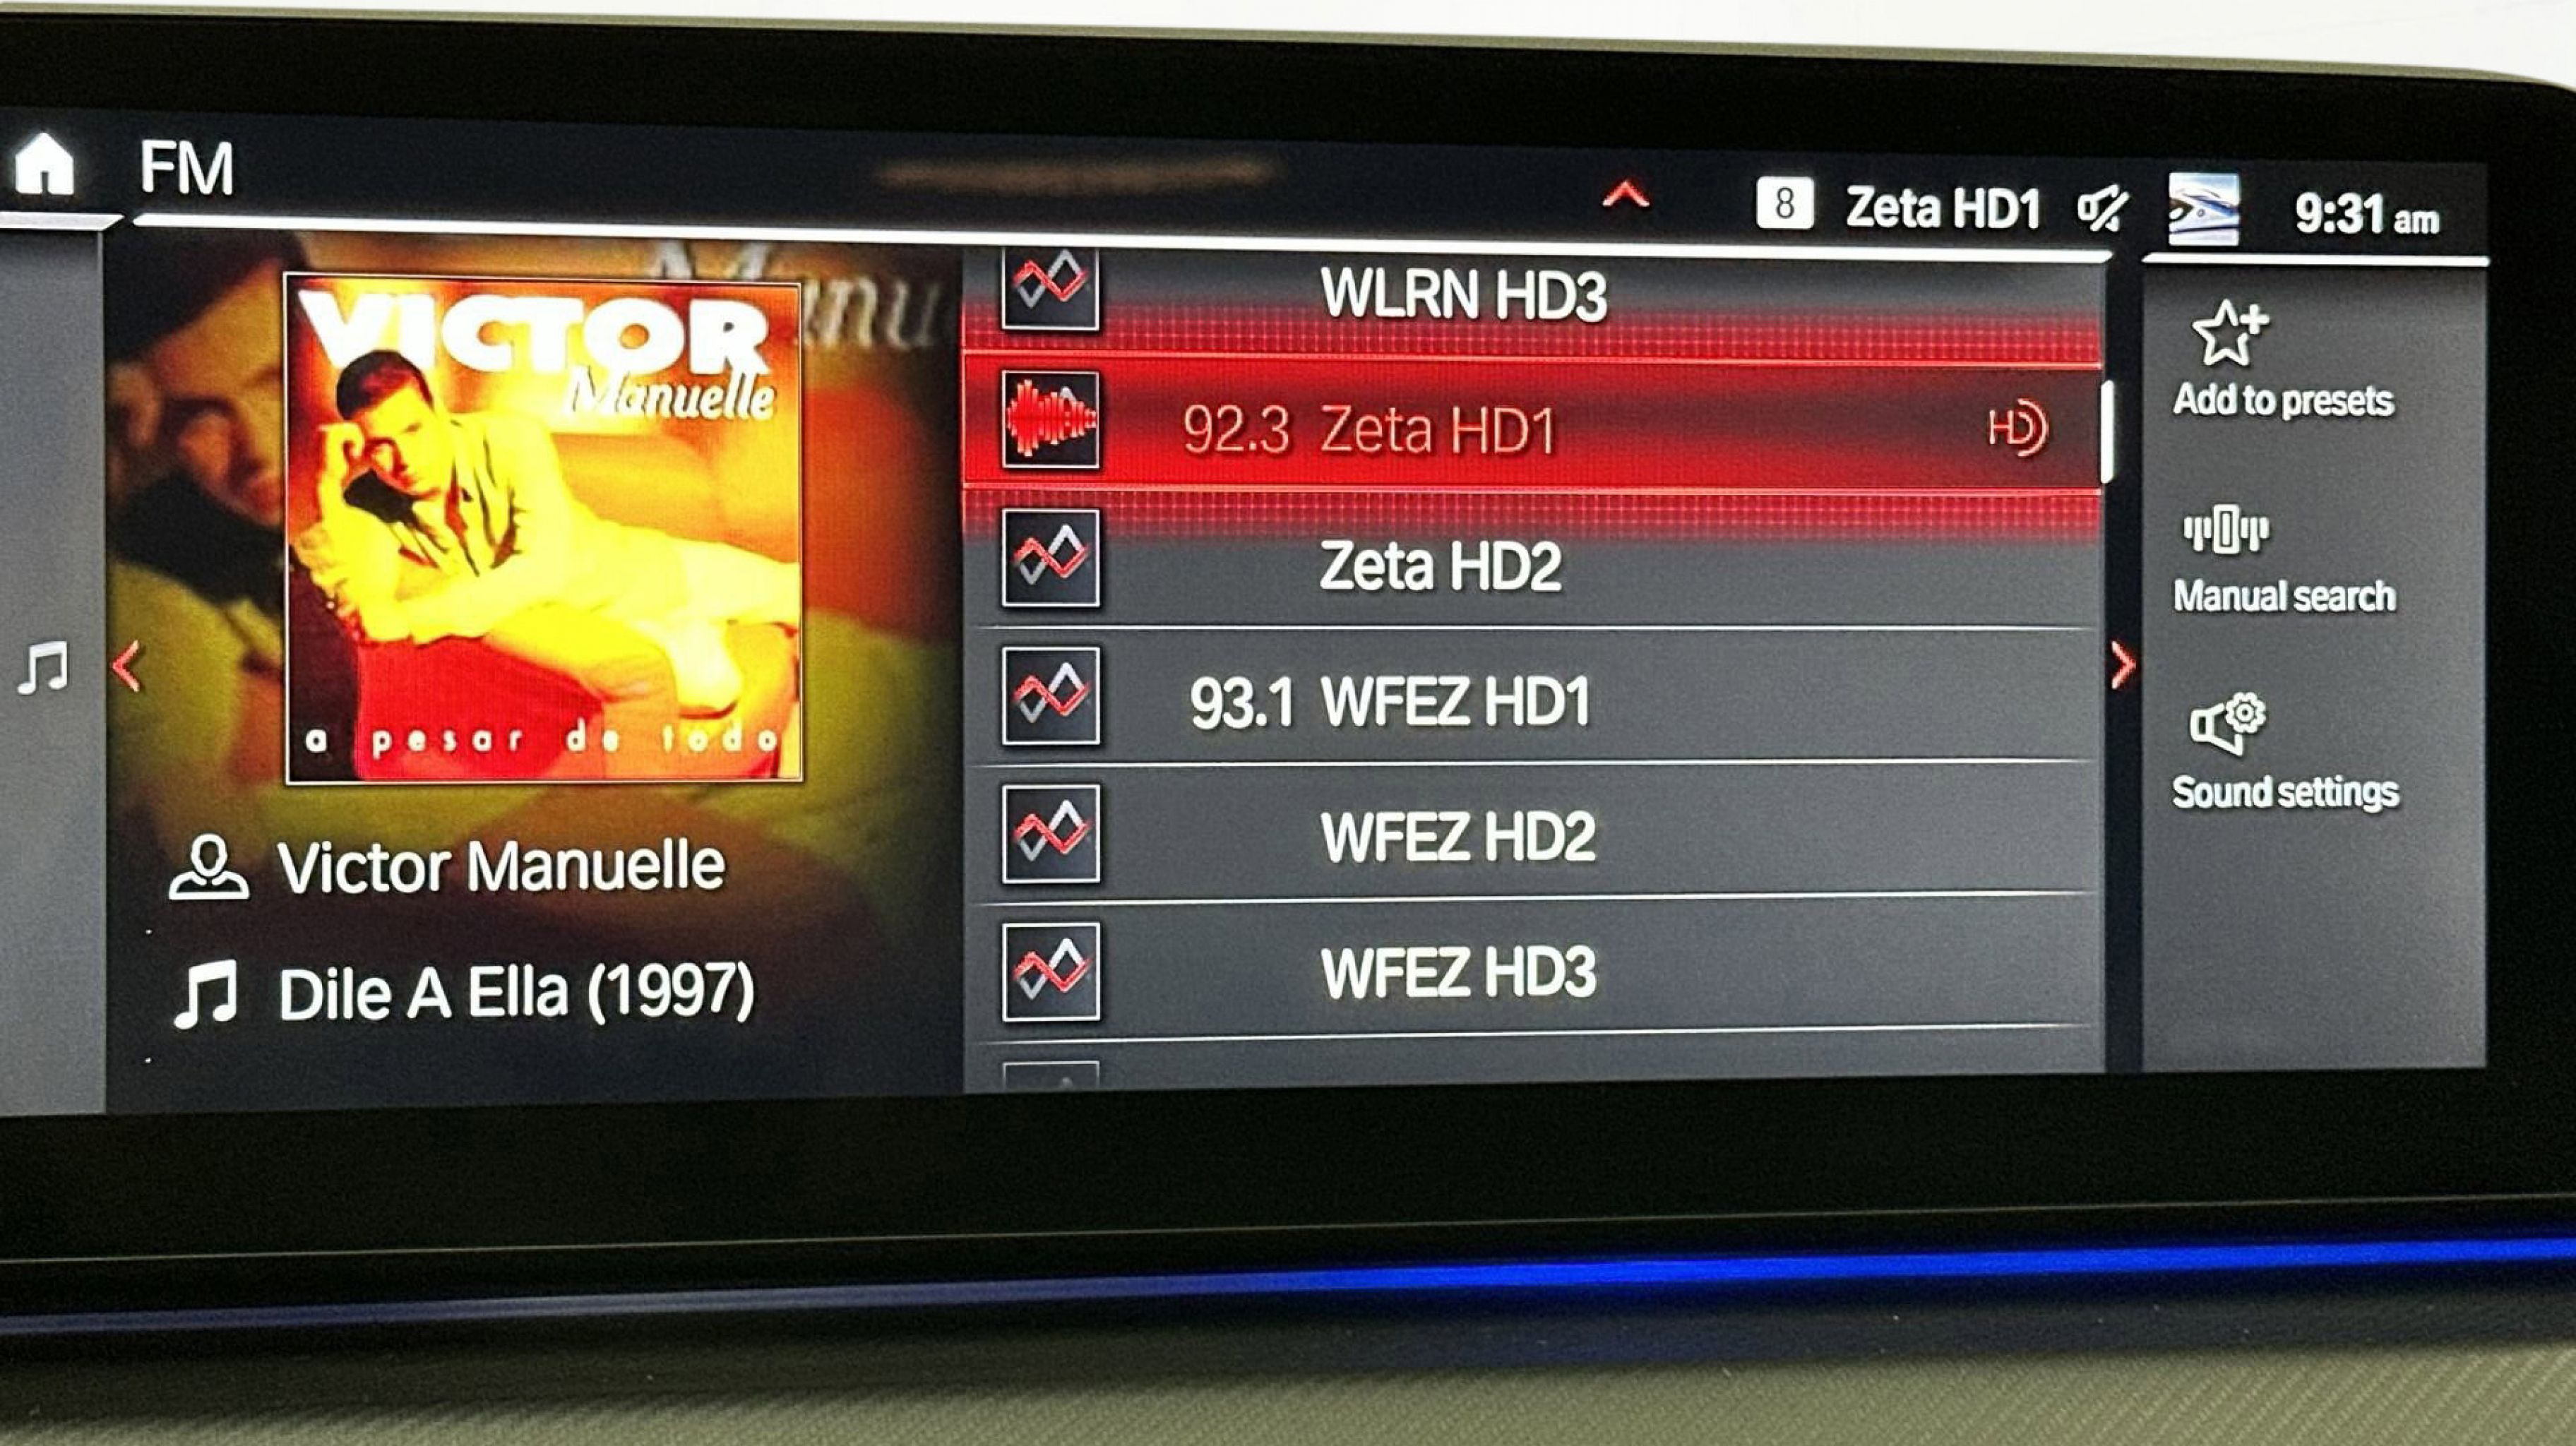 FM
8 Zeta HD1
9:31 am
VICTOR
Manuelle
a pesar de todo
Victor Manuelle
Dile A Ella (1997)
WLRN HD3
92.3 Zeta HD1 HD
Zeta HD2
93.1 WFEZ HD1
WFEZ HD2
WFEZ HD3
Add to presets
Manual search
Sound settings